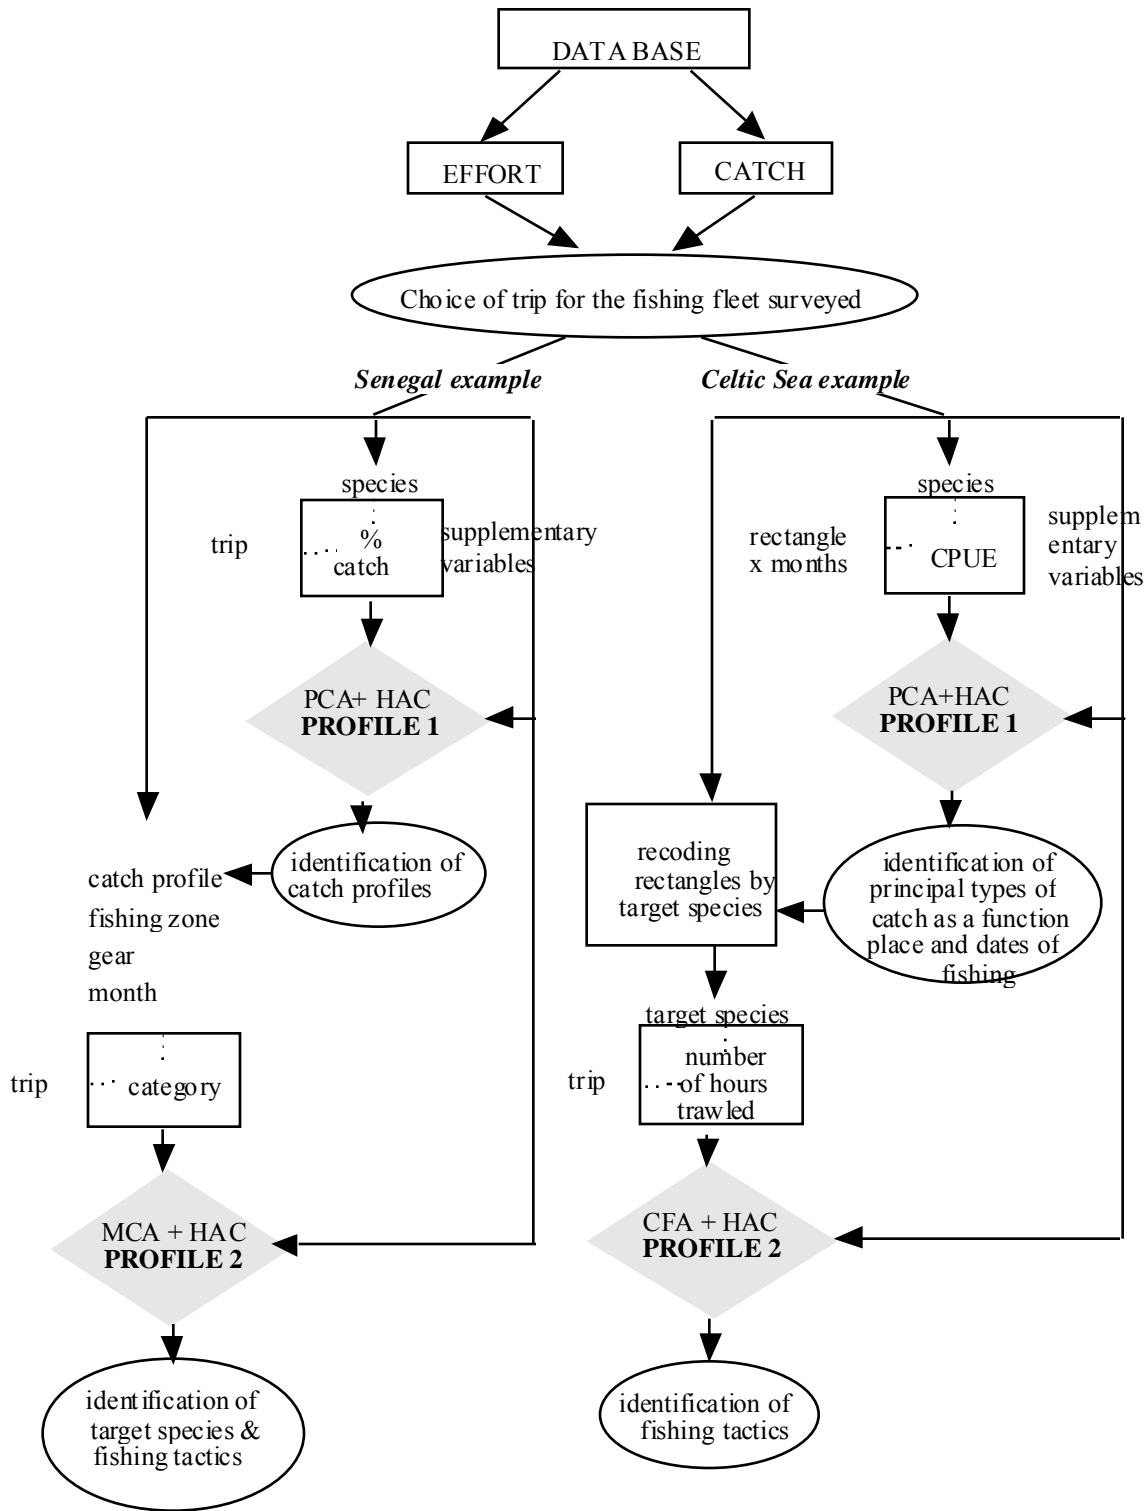 DATA BASE
EFFORT
CATCH
Choice of trip for the fishing fleet surveyed
Senegal example
species
trip
%
catch
supplementary
variables
PCA+ HAC
PROFILE 1
identification of
catch profiles
catch profile
fishing zone
gear
month
trip
category
MCA + HAC
PROFILE 2
identification of
target species &
fishing tactics
Celtic Sea example
species
rectangle
x months
CPUE
supplem
entary
variables
PCA+HAC
PROFILE 1
identification of
principal types of
catch as a function
place and dates of
fishing
recoding
rectangles by
target species
target species
trip
number
of hours
trawled
CFA + HAC
PROFILE 2
identification of
fishing tactics